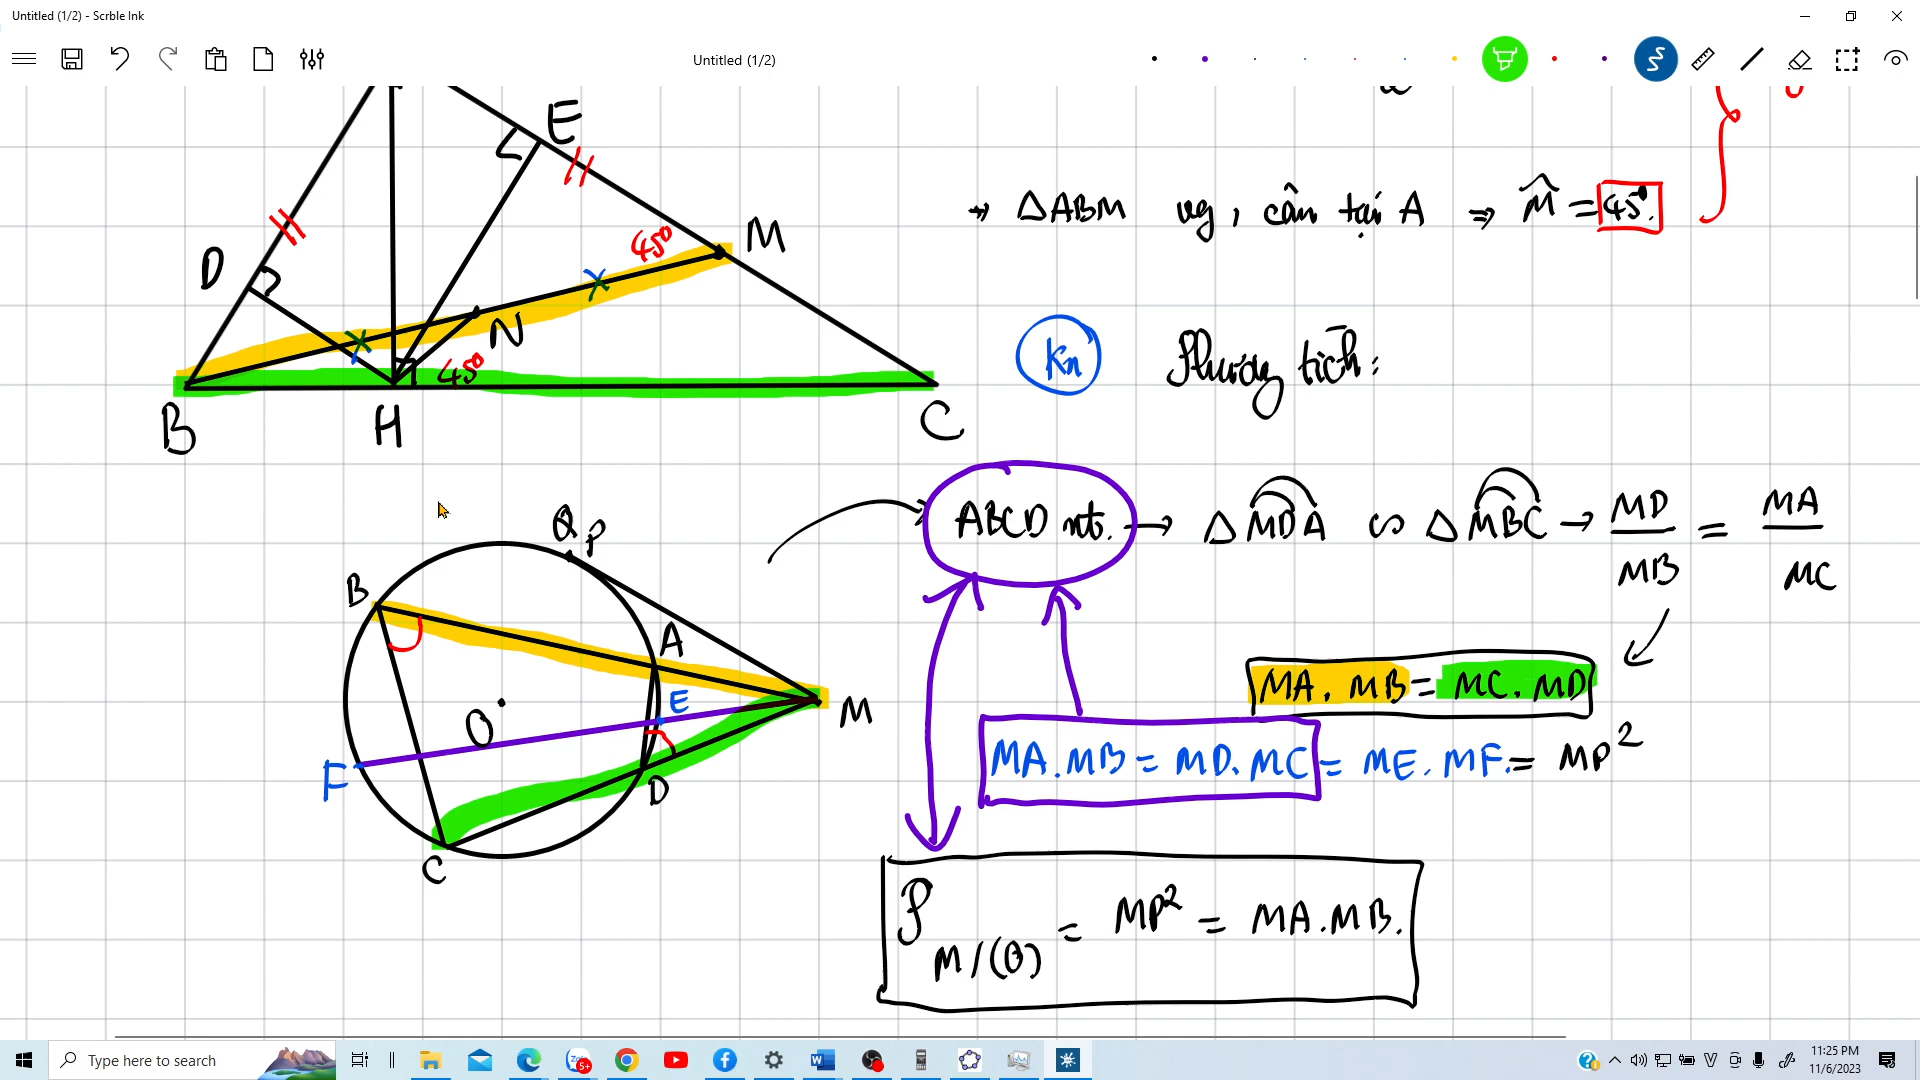 Untitled (1/2) - Scrble Ink
Untitled (1/2)
E
D
M
45°
N
45°
B
H
C
→ ΔABM vg, cân tại A ⇒ M̂ = 45°.
Kn
Phương tích:
Q
P
B
A
E
M
O
F
D
C
ABCD nt. → ΔMDA ∽ ΔMBC → MD/MB = MA/MC
MA. MB = MC. MD
MA.MB = MD.MC = ME. MF. = MP²
P M/(O) = MP² = MA.MB.
Type here to search
5+
11:25 PM
11/6/2023